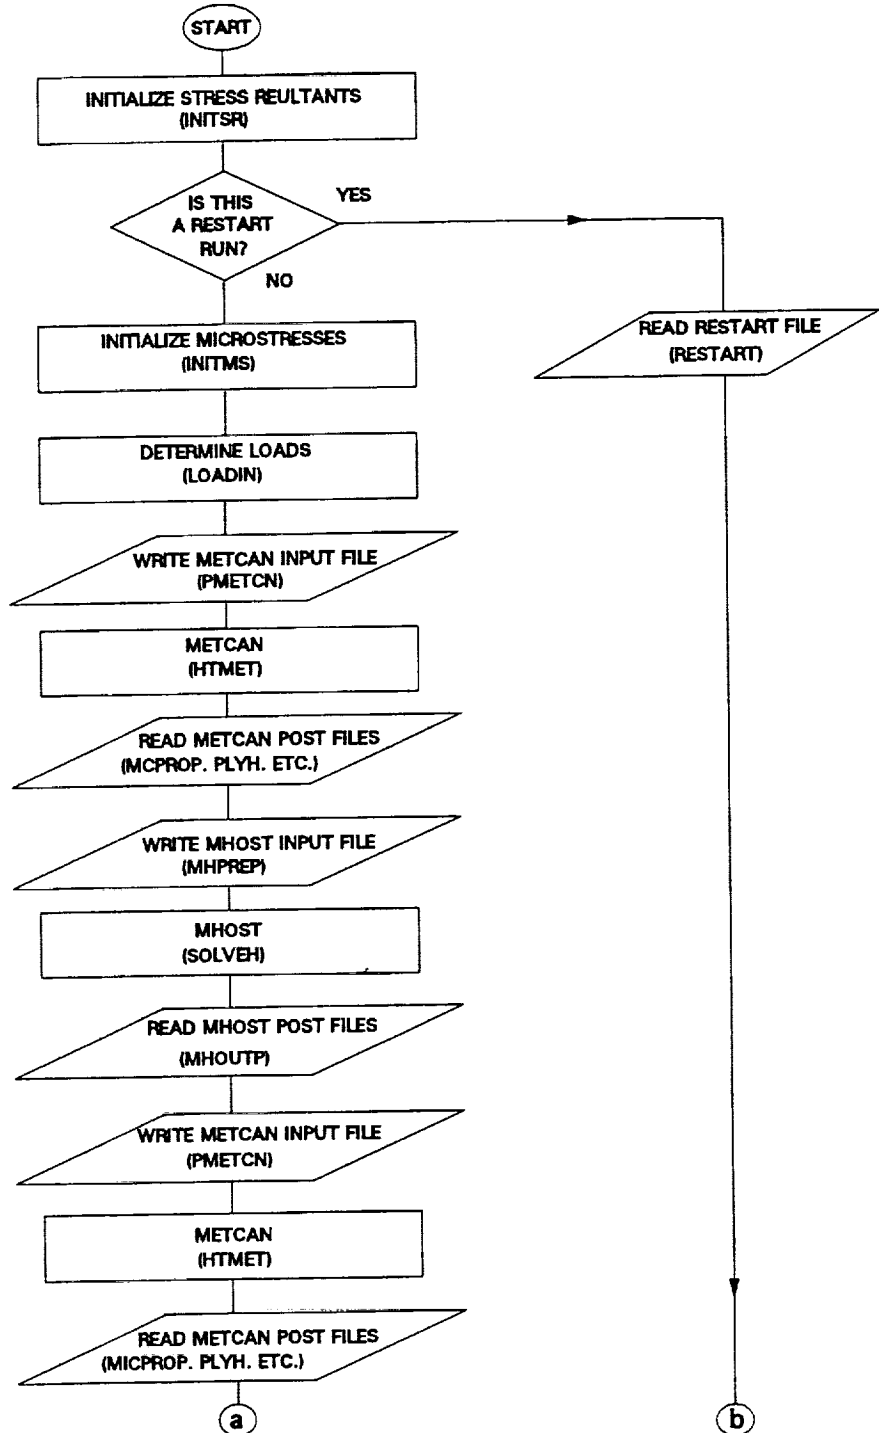 START
INITIALIZE STRESS REULTANTS
(INITSR)
IS THIS
A RESTART
RUN?
YES
NO
INITIALIZE MICROSTRESSES
(INITMS)
READ RESTART FILE
(RESTART)
DETERMINE LOADS
(LOADIN)
WRITE METCAN INPUT FILE
(PMETCN)
METCAN
(HTMET)
READ METCAN POST FILES
(MCPROP. PLYH. ETC.)
WRITE MHOST INPUT FILE
(MHPREP)
MHOST
(SOLVEH)
READ MHOST POST FILES
(MHOUTP)
WRITE METCAN INPUT FILE
(PMETCN)
METCAN
(HTMET)
READ METCAN POST FILES
(MICPROP. PLYH. ETC.)
a
b